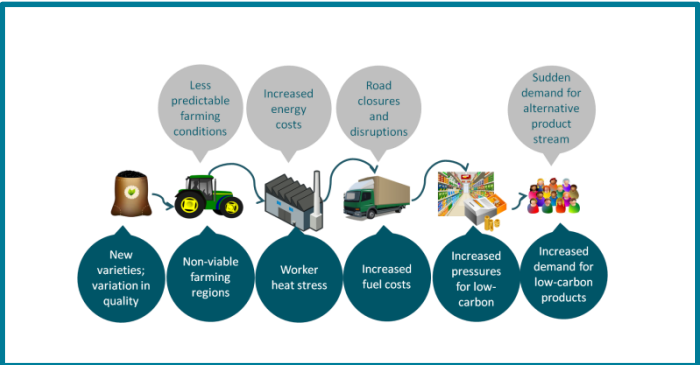 Less
predictable
farming
conditions
Increased
energy
costs
Road
closures
and
disruptions
Sudden
demand for
alternative
product
stream
New
varieties;
variation in
quality
Non-viable
farming
regions
Worker
heat stress
Increased
fuel costs
Increased
pressures
for low-
carbon
Increased
demand for
low-carbon
products